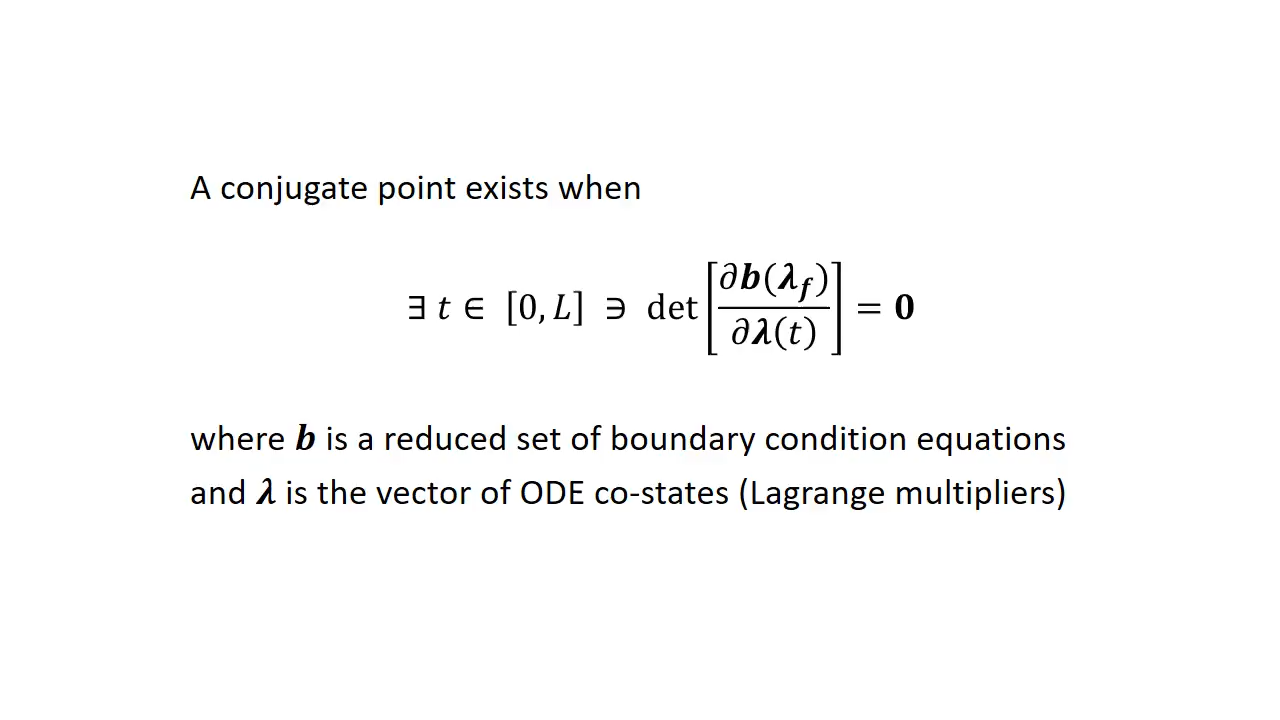 A conjugate point exists when
∃ t ∈ [0, L] ∋ det [∂𝒃(𝝀𝒇) / ∂𝝀(t)] = 𝟎
where 𝒃 is a reduced set of boundary condition equations
and 𝝀 is the vector of ODE co-states (Lagrange multipliers)